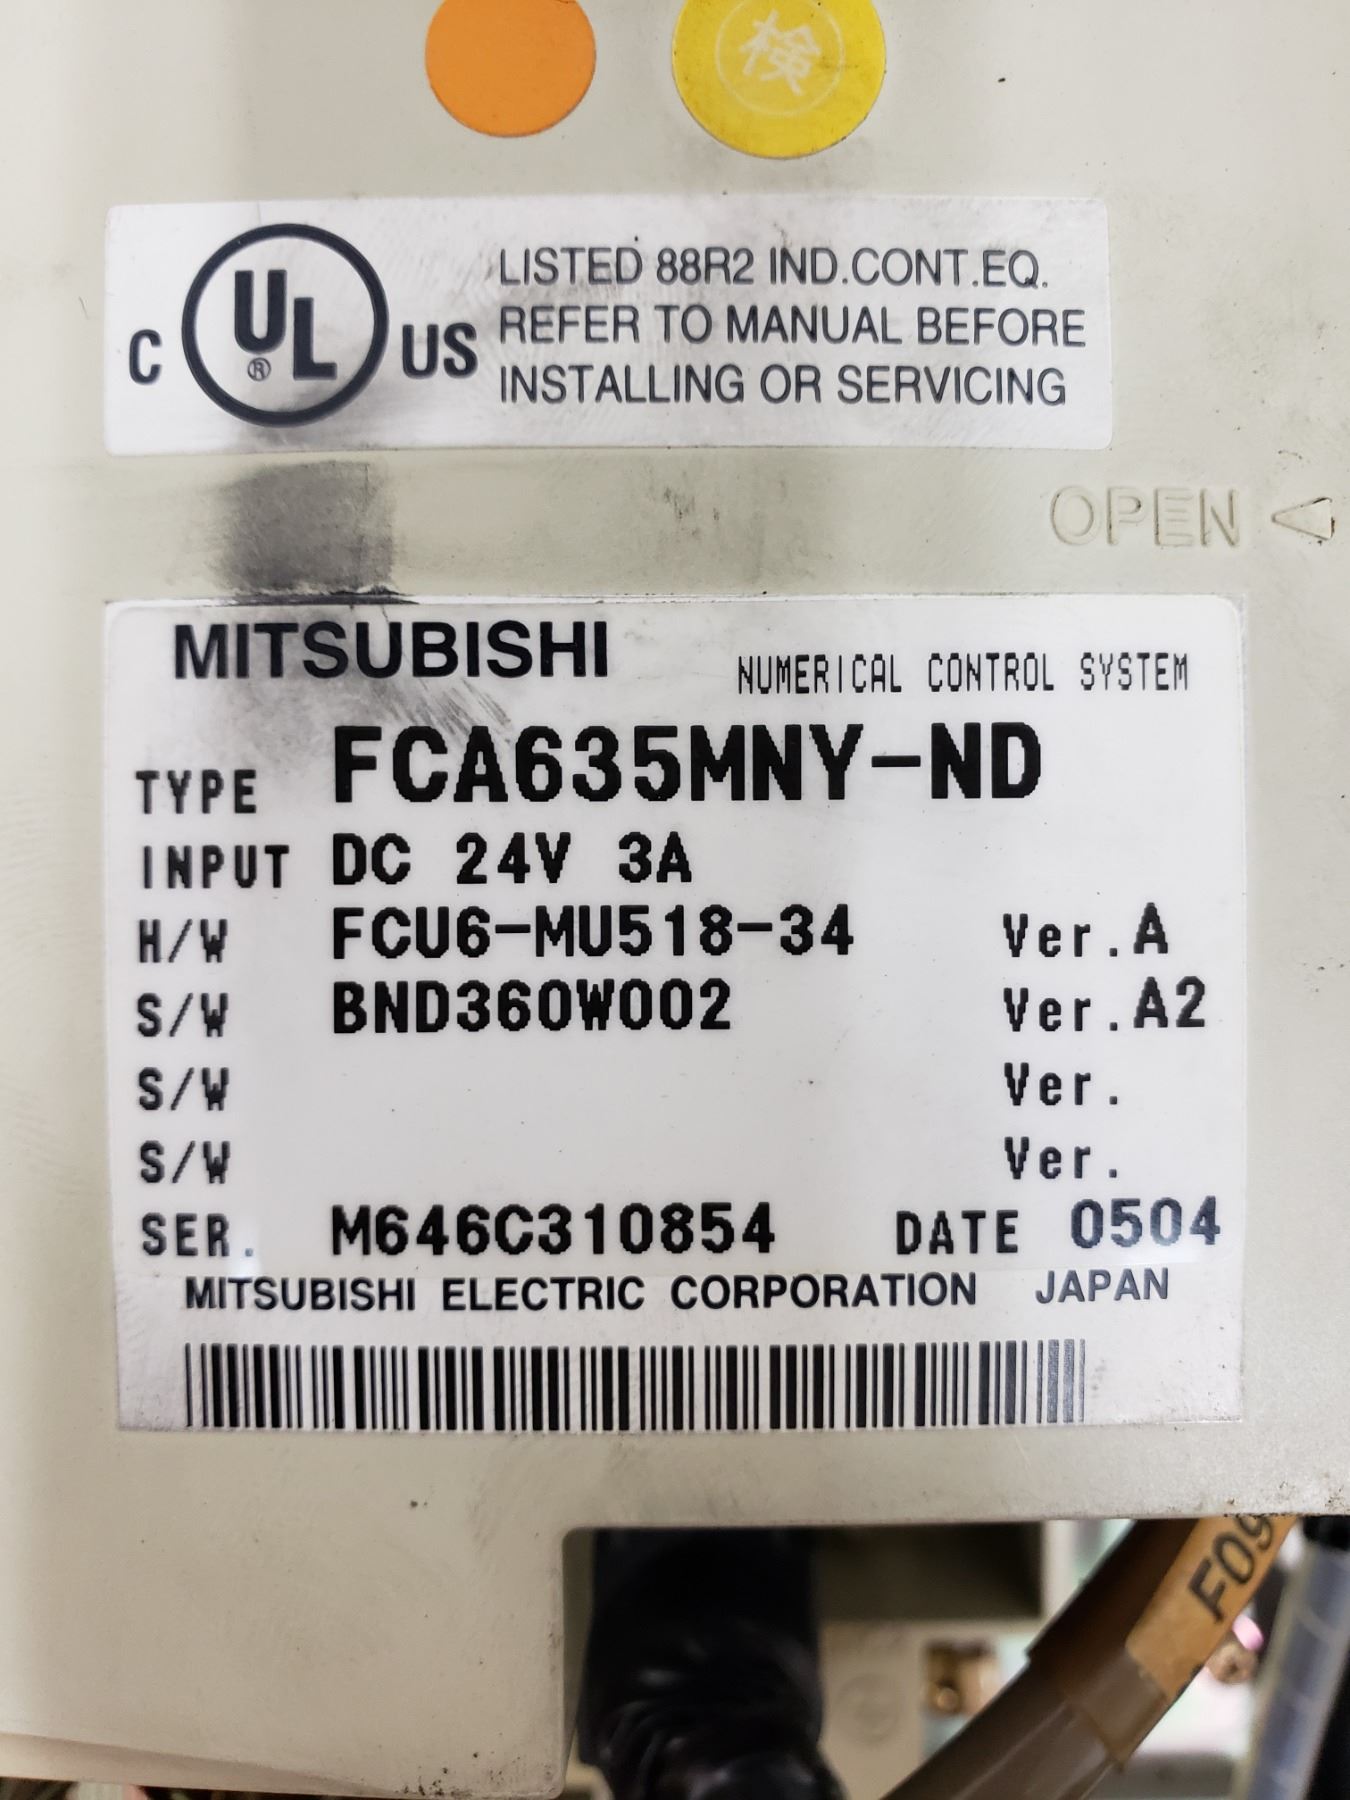 検
C UL ® US
LISTED 88R2 IND.CONT.EQ.
REFER TO MANUAL BEFORE
INSTALLING OR SERVICING
OPEN
MITSUBISHI NUMERICAL CONTROL SYSTEM
TYPE FCA635MNY-ND
INPUT DC 24V 3A
H/W FCU6-MU518-34 Ver.A
S/W BND360W002 Ver.A2
S/W Ver.
S/W Ver.
SER. M646C310854 DATE 0504
MITSUBISHI ELECTRIC CORPORATION JAPAN